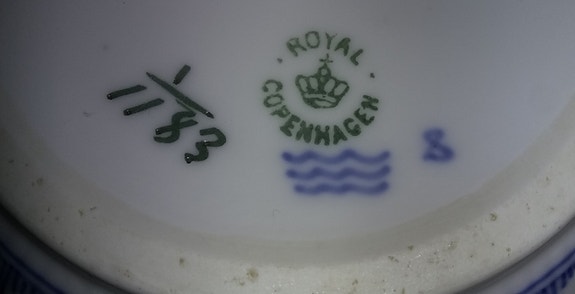 ROYAL
COPENHAGEN
1/1183
8